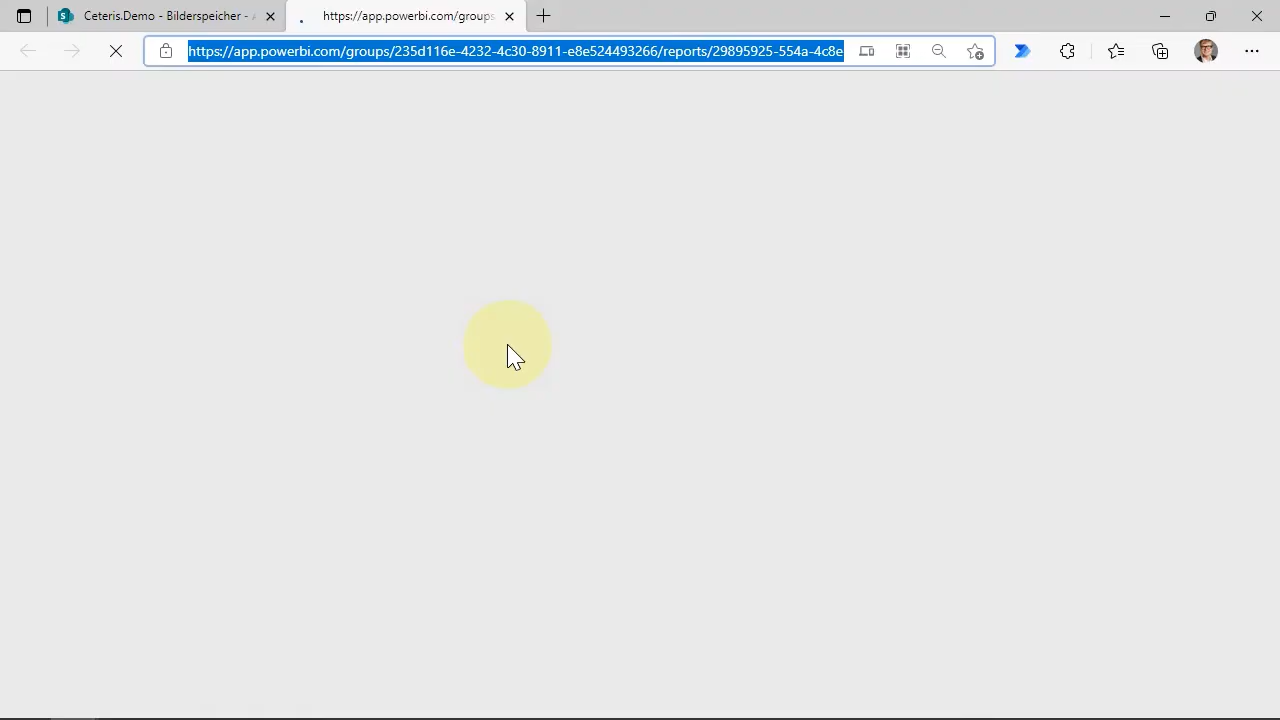 Ceteris.Demo - Bilderspeicher -
https://app.powerbi.com/groups
https://app.powerbi.com/groups/235d116e-4232-4c30-8911-e8e524493266/reports/29895925-554a-4c8e